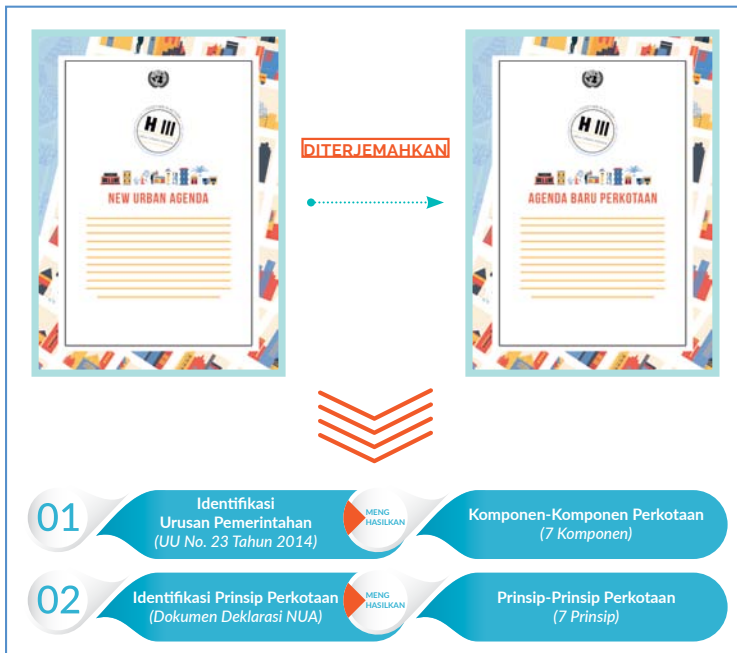 H III
NEW URBAN AGENDA
DITERJEMAHKAN
H III
AGENDA BARU PERKOTAAN
01
Identifikasi
Urusan Pemerintahan
(UU No. 23 Tahun 2014)
MENG
HASILKAN
Komponen-Komponen Perkotaan
(7 Komponen)
02
Identifikasi Prinsip Perkotaan
(Dokumen Deklarasi NUA)
MENG
HASILKAN
Prinsip-Prinsip Perkotaan
(7 Prinsip)